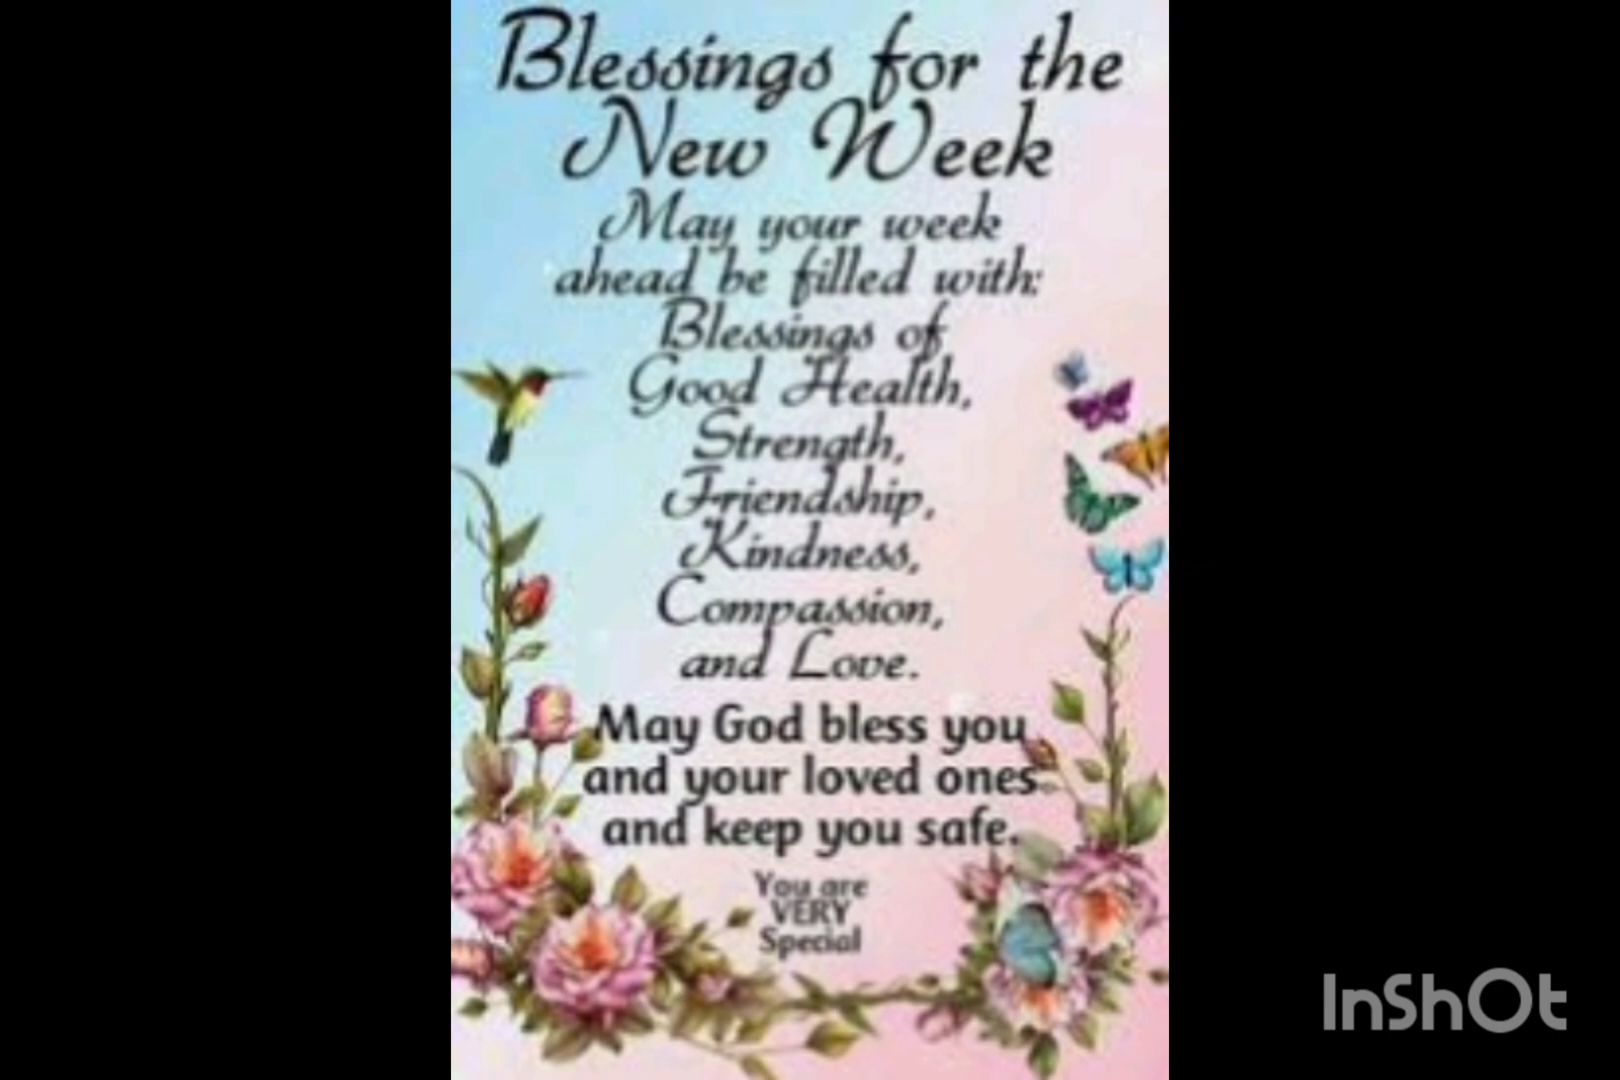 Blessings for the
New Week
May your week
ahead be filled with:
Blessings of
Good Health,
Strength,
Friendship,
Kindness,
Compassion,
and Love.
May God bless you
and your loved ones
and keep you safe.
You are
VERY
Special
InShOt